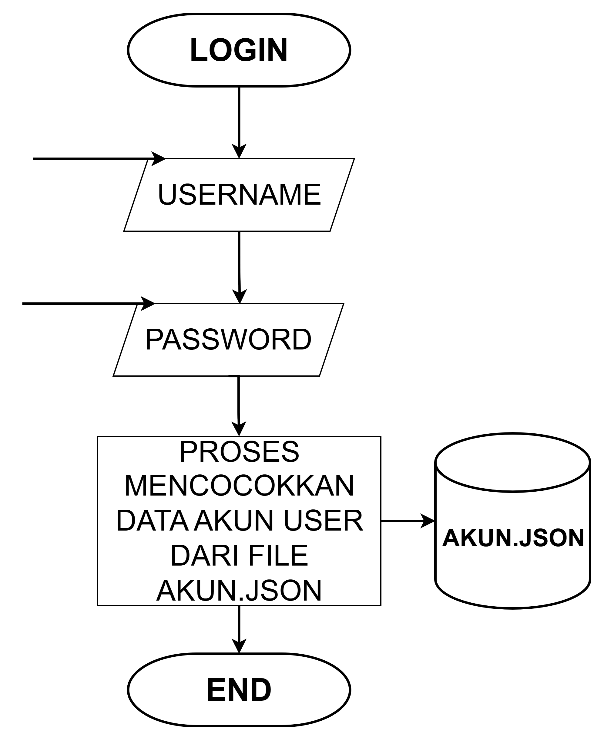 LOGIN
USERNAME
PASSWORD
PROSES
MENCOCOKKAN
DATA AKUN USER
DARI FILE
AKUN.JSON
AKUN.JSON
END